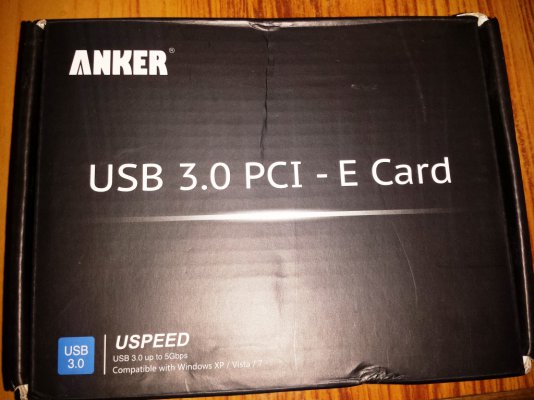 ANKER®
USB 3.0 PCI - E Card
USB
3.0
USPEED
USB 3.0 up to 5Gbps
Compatible with Windows XP / Vista / 7